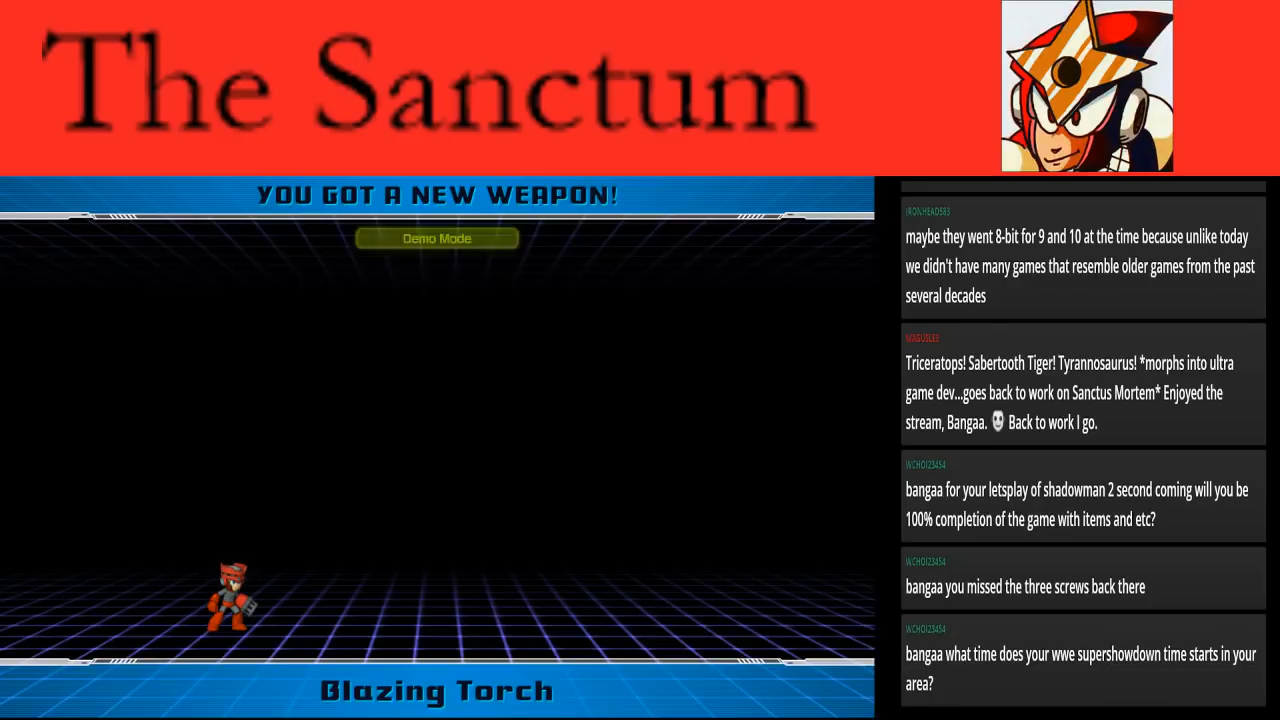 The Sanctum
YOU GOT A NEW WEAPON!
Demo Mode
Blazing Torch
IRONHEAD583
maybe they went 8-bit for 9 and 10 at the time because unlike today
we didn't have many games that resemble older games from the past
several decades
MAGUSLEE
Triceratops! Sabertooth Tiger! Tyrannosaurus! *morphs into ultra
game dev...goes back to work on Sanctus Mortem* Enjoyed the
stream, Bangaa. Back to work I go.
WCHOI23454
bangaa for your letsplay of shadowman 2 second coming will you be
100% completion of the game with items and etc?
WCHOI23454
bangaa you missed the three screws back there
WCHOI23454
bangaa what time does your wwe supershowdown time starts in your
area?